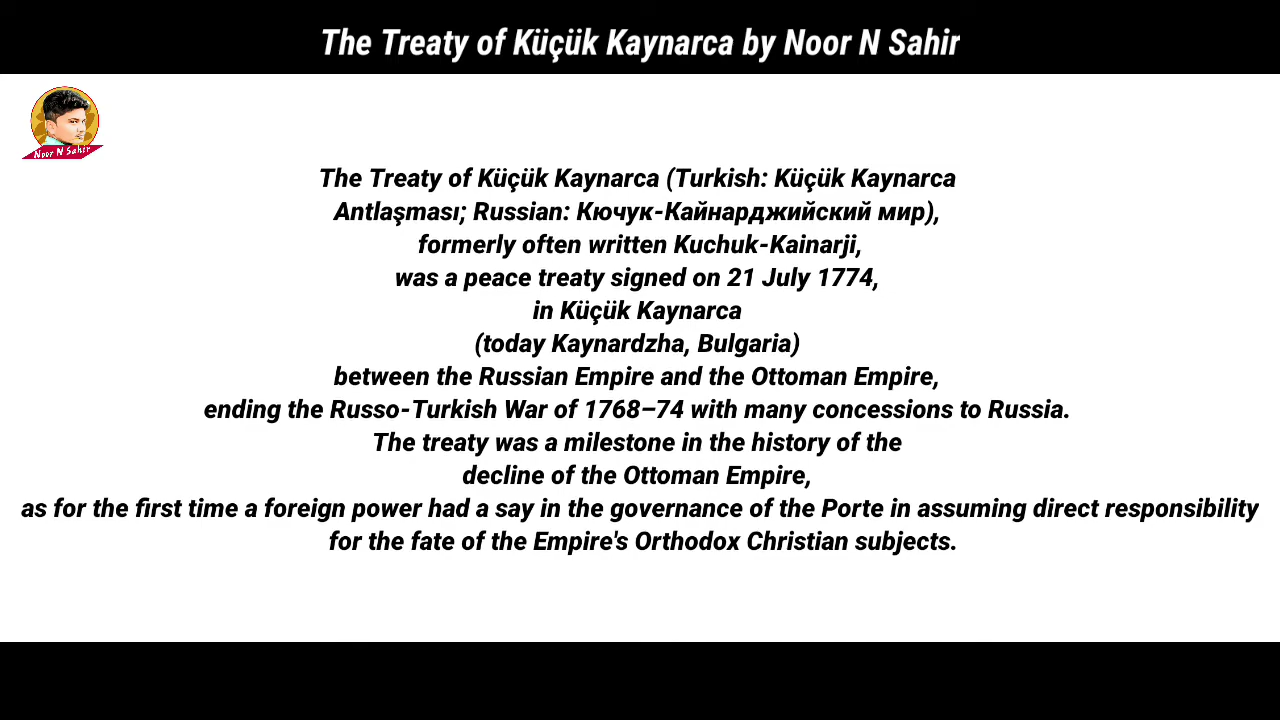 The Treaty of Küçük Kaynarca by Noor N Sahir
Noor N Sahir
The Treaty of Küçük Kaynarca (Turkish: Küçük Kaynarca
Antlaşması; Russian: Кючук-Кайнарджийский мир),
formerly often written Kuchuk-Kainarji,
was a peace treaty signed on 21 July 1774,
in Küçük Kaynarca
(today Kaynardzha, Bulgaria)
between the Russian Empire and the Ottoman Empire,
ending the Russo-Turkish War of 1768–74 with many concessions to Russia.
The treaty was a milestone in the history of the
decline of the Ottoman Empire,
as for the first time a foreign power had a say in the governance of the Porte in assuming direct responsibility
for the fate of the Empire's Orthodox Christian subjects.